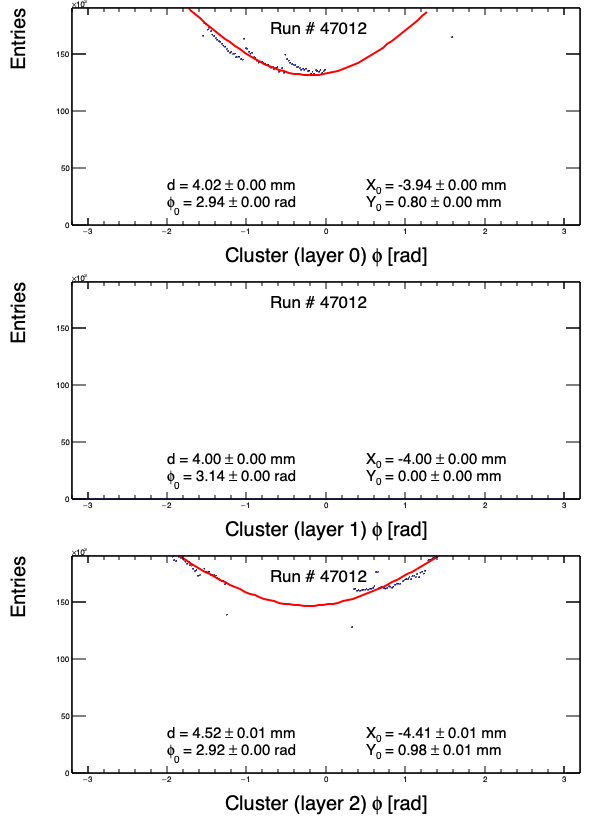 ×10²
Entries
Run # 47012
150
100
50
0
d = 4.02 ± 0.00 mm
X₀ = -3.94 ± 0.00 mm
ϕ₀ = 2.94 ± 0.00 rad
Y₀ = 0.80 ± 0.00 mm
−3 −2 −1 0 1 2 3
Cluster (layer 0) ϕ [rad]
×10²
Entries
Run # 47012
150
100
50
0
d = 4.00 ± 0.00 mm
X₀ = -4.00 ± 0.00 mm
ϕ₀ = 3.14 ± 0.00 rad
Y₀ = 0.00 ± 0.00 mm
−3 −2 −1 0 1 2 3
Cluster (layer 1) ϕ [rad]
×10²
Entries
Run # 47012
150
100
50
0
d = 4.52 ± 0.01 mm
X₀ = -4.41 ± 0.01 mm
ϕ₀ = 2.92 ± 0.00 rad
Y₀ = 0.98 ± 0.01 mm
−3 −2 −1 0 1 2 3
Cluster (layer 2) ϕ [rad]